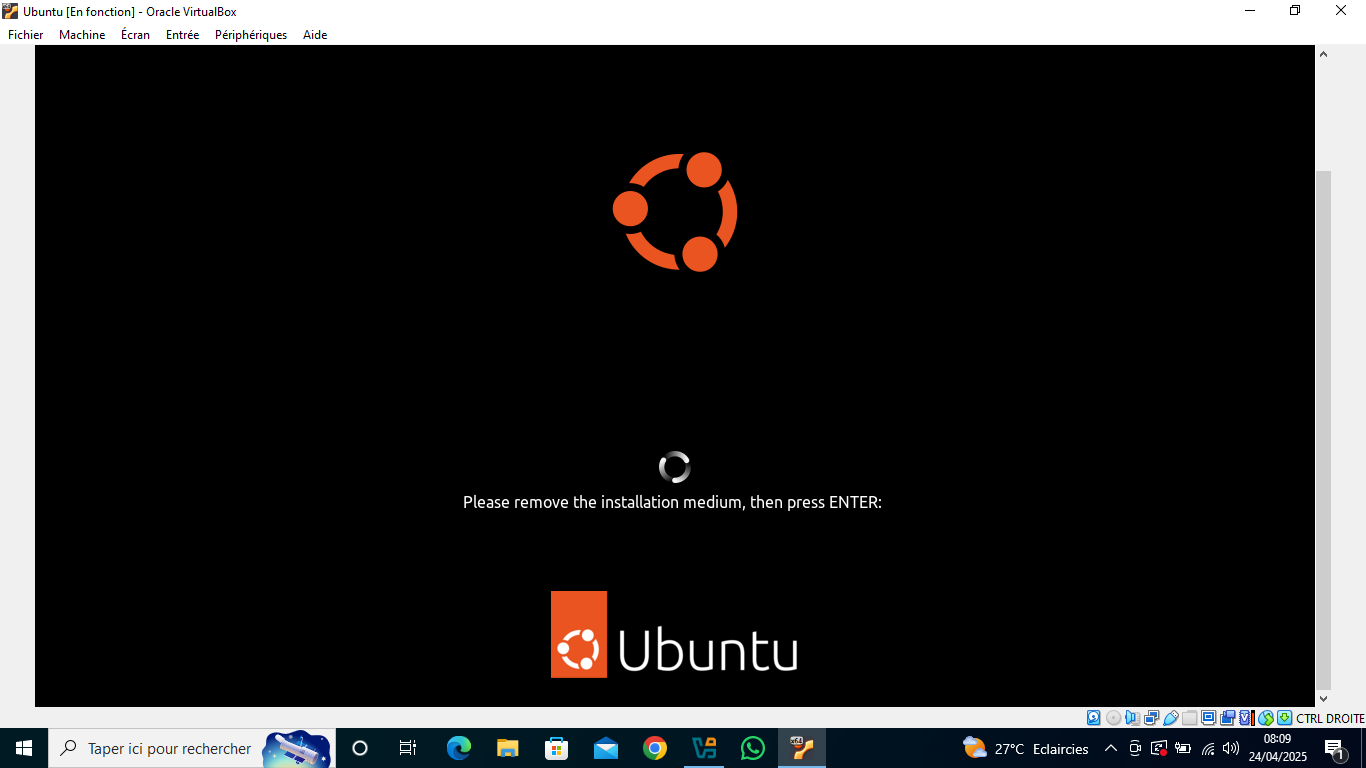 Ubuntu [En fonction] - Oracle VirtualBox
Fichier Machine Écran Entrée Périphériques Aide
Please remove the installation medium, then press ENTER:
Ubuntu
CTRL DROITE
Taper ici pour rechercher
27°C Eclaircies
08:09
24/04/2025
1